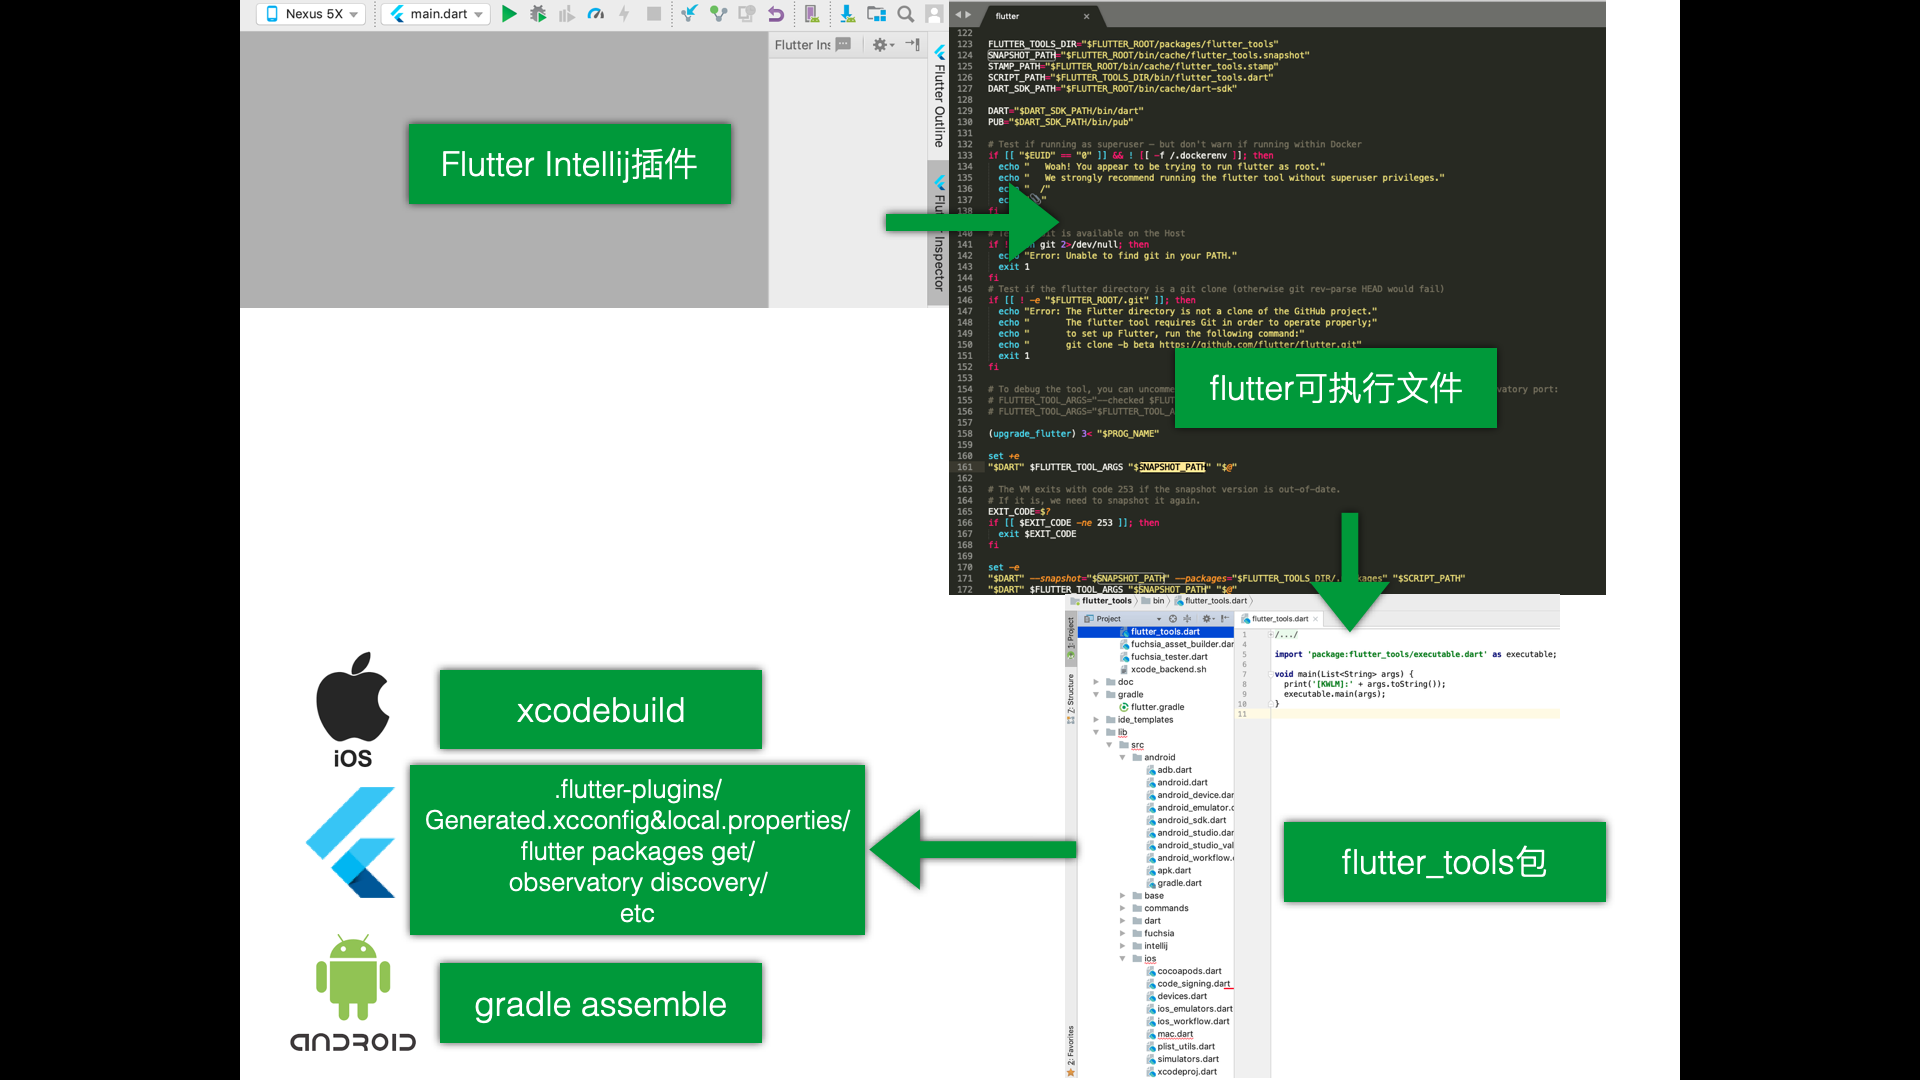 Nexus 5X
main.dart
Flutter Ins
Flutter Outline
Flutter Inspector
Flutter Intellij插件
flutter
122
123 FLUTTER_TOOLS_DIR="$FLUTTER_ROOT/packages/flutter_tools"
124 SNAPSHOT_PATH="$FLUTTER_ROOT/bin/cache/flutter_tools.snapshot"
125 STAMP_PATH="$FLUTTER_ROOT/bin/cache/flutter_tools.stamp"
126 SCRIPT_PATH="$FLUTTER_TOOLS_DIR/bin/flutter_tools.dart"
127 DART_SDK_PATH="$FLUTTER_ROOT/bin/cache/dart-sdk"
128
129 DART="$DART_SDK_PATH/bin/dart"
130 PUB="$DART_SDK_PATH/bin/pub"
131
132 # Test if running as superuser – but don't warn if running within Docker
133 if [[ "$EUID" == "0" ]] && ! [[ -f /.dockerenv ]]; then
134 echo "   Woah! You appear to be trying to run flutter as root."
135 echo "   We strongly recommend running the flutter tool without superuser privileges."
136 echo "  /"
137 ec
138 fi
140 is available on the Host
141 if ! git 2>/dev/null; then
142 echo "Error: Unable to find git in your PATH."
143 exit 1
144 fi
145 # Test if the flutter directory is a git clone (otherwise git rev-parse HEAD would fail)
146 if [[ ! -e "$FLUTTER_ROOT/.git" ]]; then
147 echo "Error: The Flutter directory is not a clone of the GitHub project."
148 echo "       The flutter tool requires Git in order to operate properly;"
149 echo "       to set up Flutter, run the following command:"
150 echo "       git clone -b beta https://github.com/flutter/flutter.git"
151 exit 1
152 fi
153
154 # To debug the tool, you can uncomme vatory port:
155 # FLUTTER_TOOL_ARGS="--checked $FLUT
156 # FLUTTER_TOOL_ARGS="$FLUTTER_TOOL_A
157
158 (upgrade_flutter) 3< "$PROG_NAME"
159
160 set +e
161 "$DART" $FLUTTER_TOOL_ARGS "$SNAPSHOT_PATH" "$@"
162
163 # The VM exits with code 253 if the snapshot version is out-of-date.
164 # If it is, we need to snapshot it again.
165 EXIT_CODE=$?
166 if [[ $EXIT_CODE -ne 253 ]]; then
167 exit $EXIT_CODE
168 fi
169
170 set -e
171 "$DART" --snapshot="$SNAPSHOT_PATH" --packages="$FLUTTER_TOOLS_DIR/.packages" "$SCRIPT_PATH"
172 "$DART" $FLUTTER_TOOL_ARGS "$SNAPSHOT_PATH" "$@"
flutter可执行文件
flutter_tools
bin
flutter_tools.dart
1: Project
7: Structure
2: Favorites
Project
flutter_tools.dart
fuchsia_asset_builder.dar
fuchsia_tester.dart
xcode_backend.sh
doc
gradle
flutter.gradle
ide_templates
lib
src
android
adb.dart
android.dart
android_device.dar
android_emulator.d
android_sdk.dart
android_studio.dar
android_studio_val
android_workflow.
apk.dart
gradle.dart
base
commands
dart
fuchsia
intellij
ios
cocoapods.dart
code_signing.dart
devices.dart
ios_emulators.dart
ios_workflow.dart
mac.dart
plist_utils.dart
simulators.dart
xcodeproj.dart
flutter_tools.dart
1 /.../
4
5 import 'package:flutter_tools/executable.dart' as executable;
6
7 void main(List<String> args) {
8 print('[KWLM]:' + args.toString());
9 executable.main(args);
10 }
11
flutter_tools包
iOS
xcodebuild
.flutter-plugins/
Generated.xcconfig&local.properties/
flutter packages get/
observatory discovery/
etc
ANDROID
gradle assemble